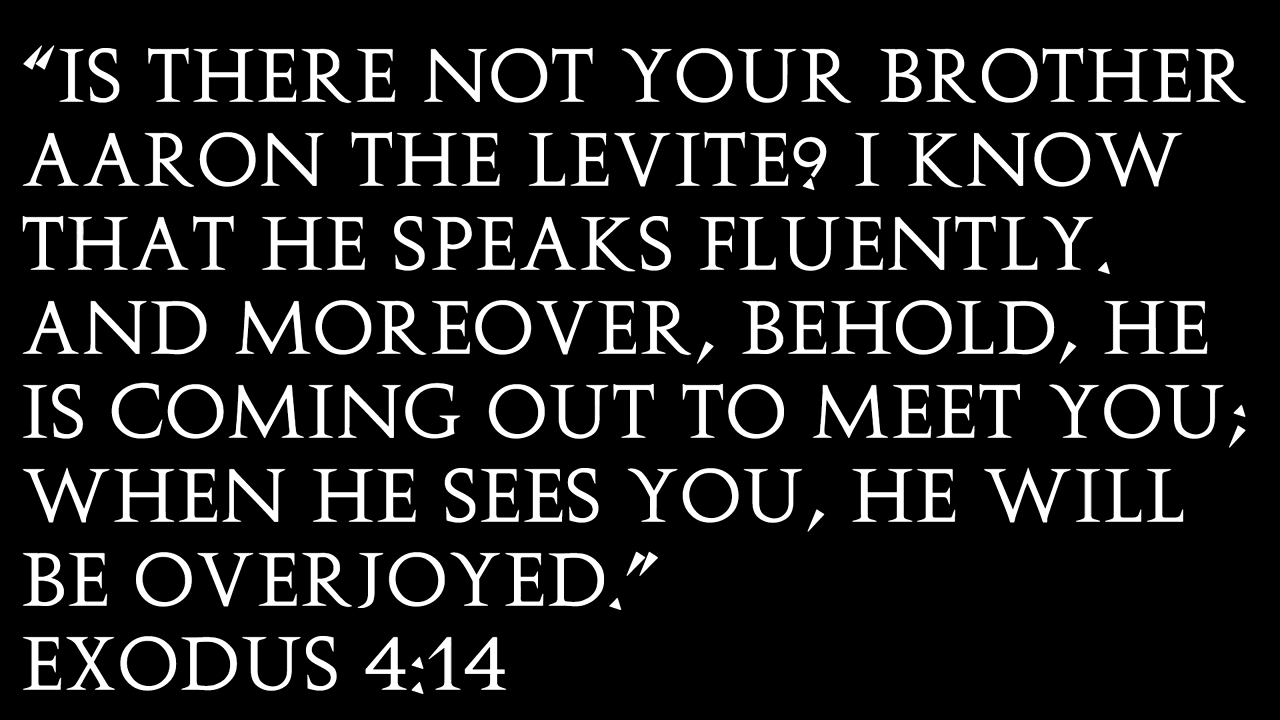 “IS THERE NOT YOUR BROTHER
AARON THE LEVITE? I KNOW
THAT HE SPEAKS FLUENTLY.
AND MOREOVER, BEHOLD, HE
IS COMING OUT TO MEET YOU;
WHEN HE SEES YOU, HE WILL
BE OVERJOYED.”
EXODUS 4:14